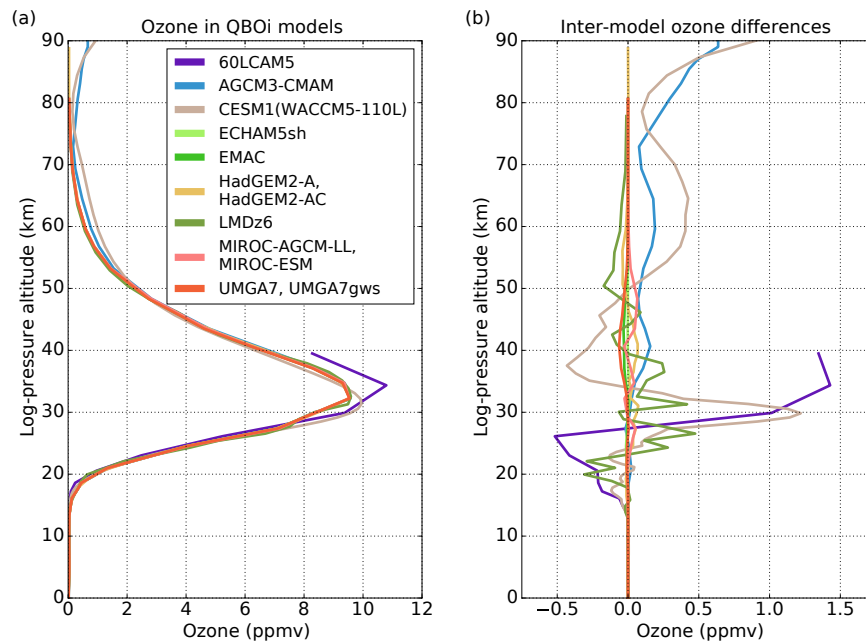 (a)
Ozone in QBOi models
90
80
70
60
50
40
30
20
10
0
Log-pressure altitude (km)
60LCAM5
AGCM3-CMAM
CESM1(WACCM5-110L)
ECHAM5sh
EMAC
HadGEM2-A,
HadGEM2-AC
LMDz6
MIROC-AGCM-LL,
MIROC-ESM
UMGA7, UMGA7gws
0 2 4 6 8 10 12
Ozone (ppmv)
(b)
Inter-model ozone differences
90
80
70
60
50
40
30
20
10
0
Log-pressure altitude (km)
−0.5 0.0 0.5 1.0 1.5
Ozone (ppmv)